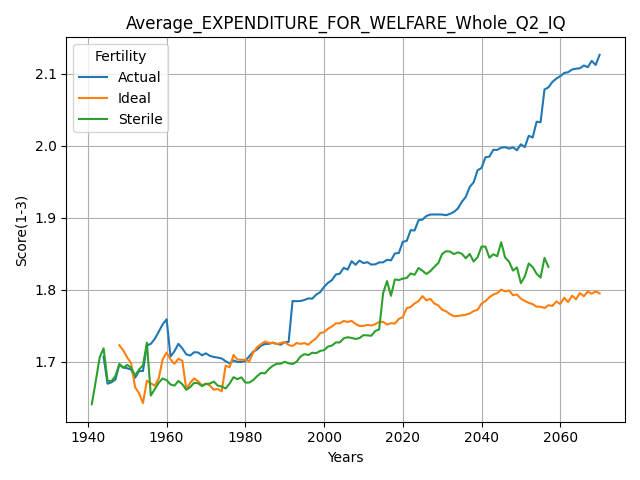 Average_EXPENDITURE_FOR_WELFARE_Whole_Q2_IQ
Fertility
Actual
Ideal
Sterile
Score(1-3)
2.1
2.0
1.9
1.8
1.7
1940 1960 1980 2000 2020 2040 2060
Years